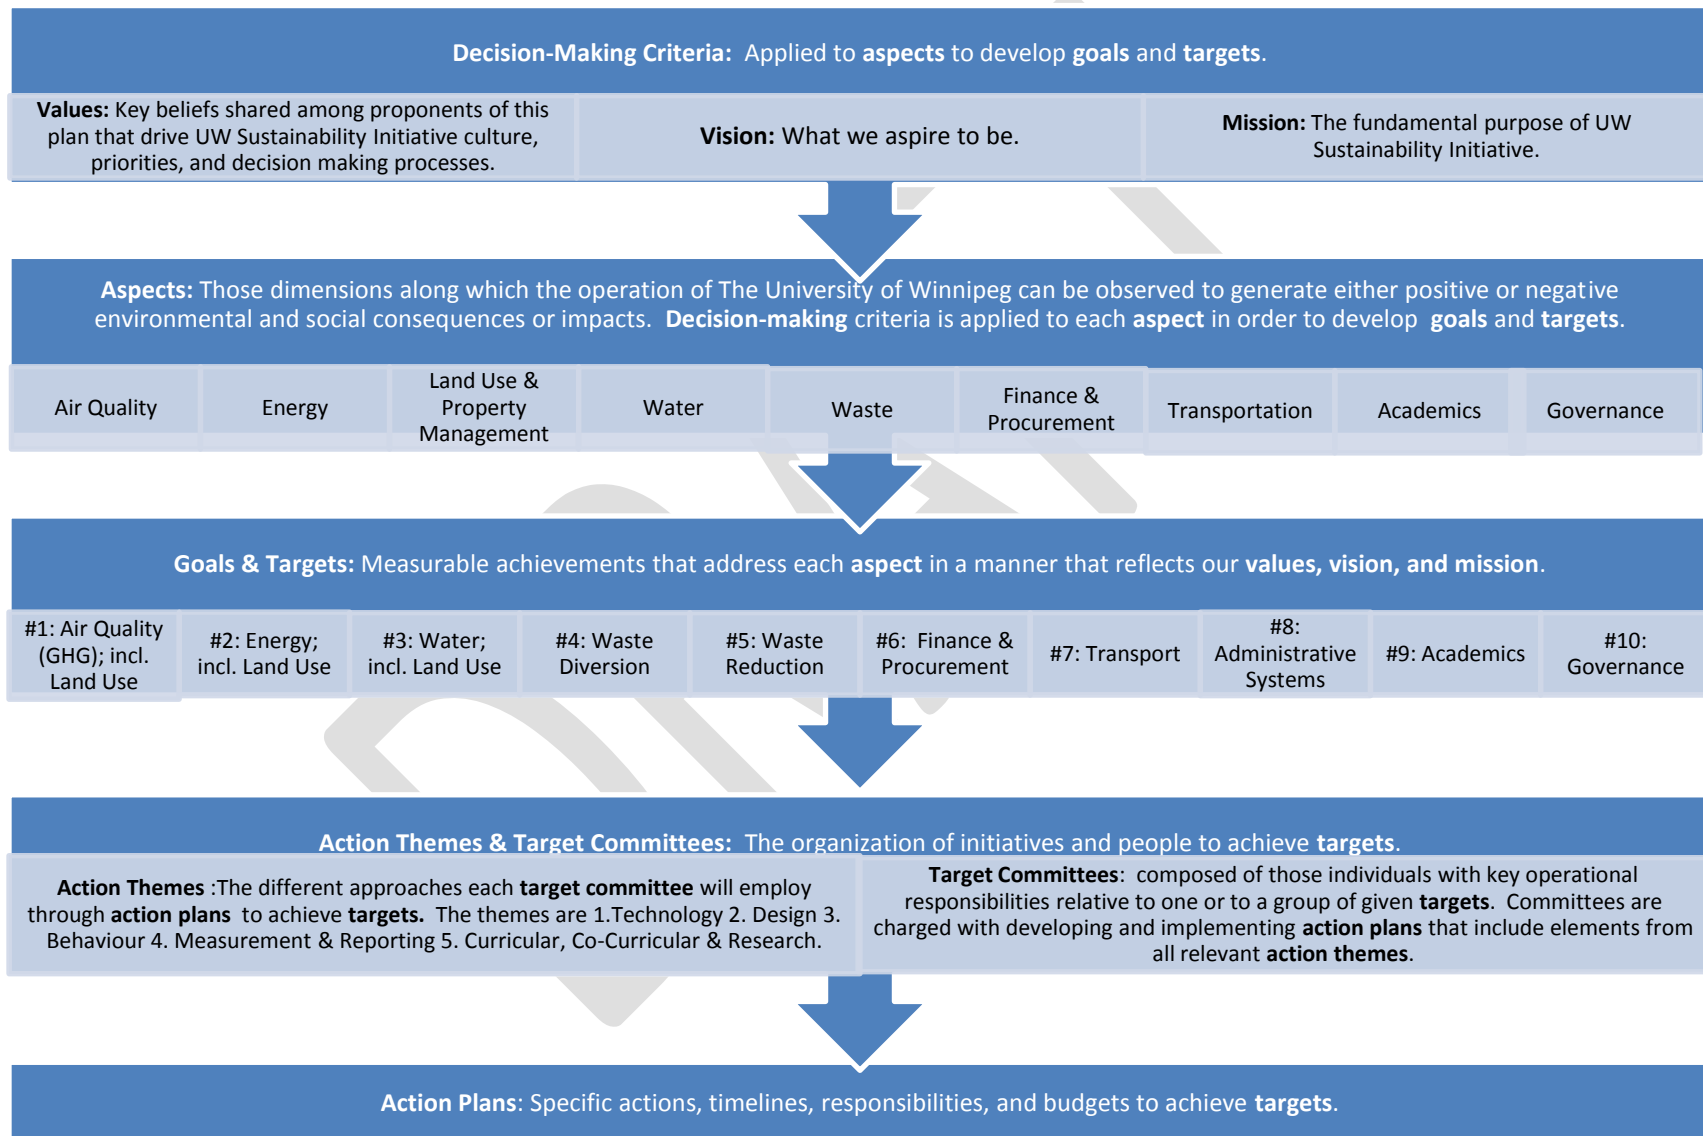 Decision-Making Criteria: Applied to aspects to develop goals and targets.
Values: Key beliefs shared among proponents of this
plan that drive UW Sustainability Initiative culture,
priorities, and decision making processes.
Vision: What we aspire to be.
Mission: The fundamental purpose of UW
Sustainability Initiative.
Aspects: Those dimensions along which the operation of The University of Winnipeg can be observed to generate either positive or negative
environmental and social consequences or impacts. Decision-making criteria is applied to each aspect in order to develop goals and targets.
Air Quality
Energy
Land Use &
Property
Management
Water
Waste
Finance &
Procurement
Transportation
Academics
Governance
Goals & Targets: Measurable achievements that address each aspect in a manner that reflects our values, vision, and mission.
#1: Air Quality
(GHG); incl.
Land Use
#2: Energy;
incl. Land Use
#3: Water;
incl. Land Use
#4: Waste
Diversion
#5: Waste
Reduction
#6: Finance &
Procurement
#7: Transport
#8:
Administrative
Systems
#9: Academics
#10:
Governance
Action Themes & Target Committees: The organization of initiatives and people to achieve targets.
Action Themes :The different approaches each target committee will employ
through action plans to achieve targets. The themes are 1.Technology 2. Design 3.
Behaviour 4. Measurement & Reporting 5. Curricular, Co-Curricular & Research.
Target Committees: composed of those individuals with key operational
responsibilities relative to one or to a group of given targets. Committees are
charged with developing and implementing action plans that include elements from
all relevant action themes.
Action Plans: Specific actions, timelines, responsibilities, and budgets to achieve targets.